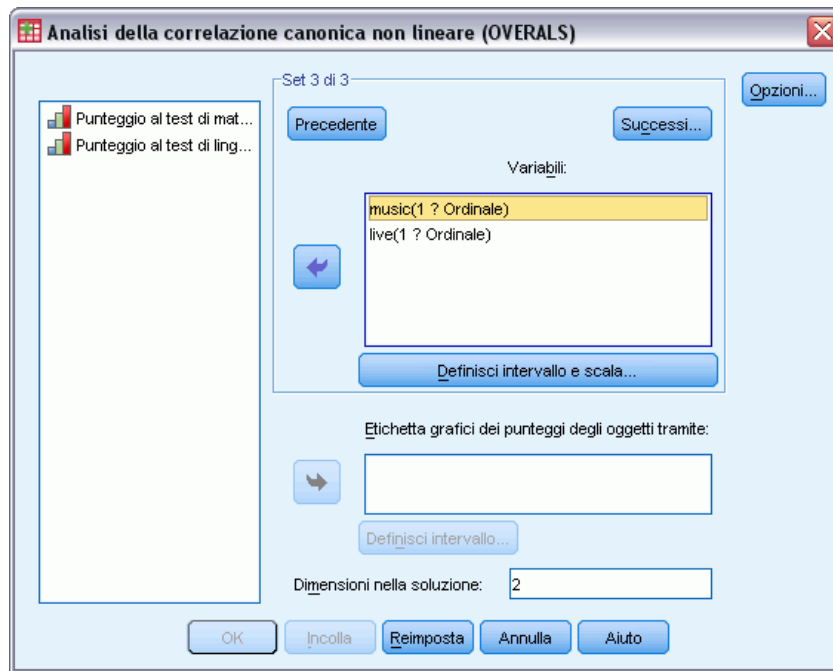 Analisi della correlazione canonica non lineare (OVERALS)
Set 3 di 3
Opzioni...
Punteggio al test di mat...
Punteggio al test di ling...
Precedente
Successi...
Variabili:
music(1 ? Ordinale)
live(1 ? Ordinale)
Definisci intervallo e scala...
Etichetta grafici dei punteggi degli oggetti tramite:
Definisci intervallo...
Dimensioni nella soluzione:
2
OK
Incolla
Reimposta
Annulla
Aiuto